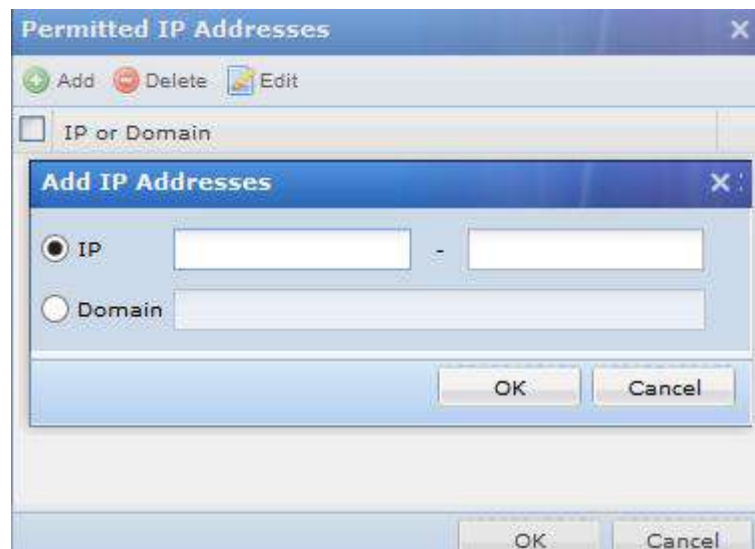 Permitted IP Addresses
Add Delete Edit
IP or Domain
Add IP Addresses
IP -
Domain
OK Cancel
OK Cancel